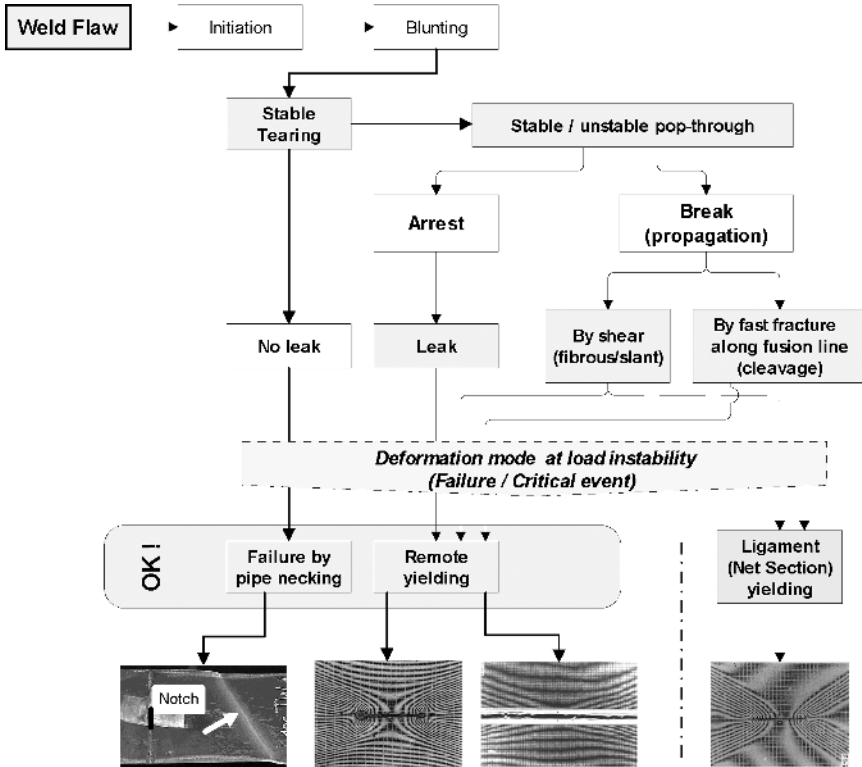 Weld Flaw
Initiation
Blunting
Stable
Tearing
Stable / unstable pop-through
Arrest
Break
(propagation)
No leak
Leak
By shear
(fibrous/slant)
By fast fracture
along fusion line
(cleavage)
Deformation mode at load instability
(Failure / Critical event)
OK !
Failure by
pipe necking
Remote
yielding
Ligament
(Net Section)
yielding
Notch